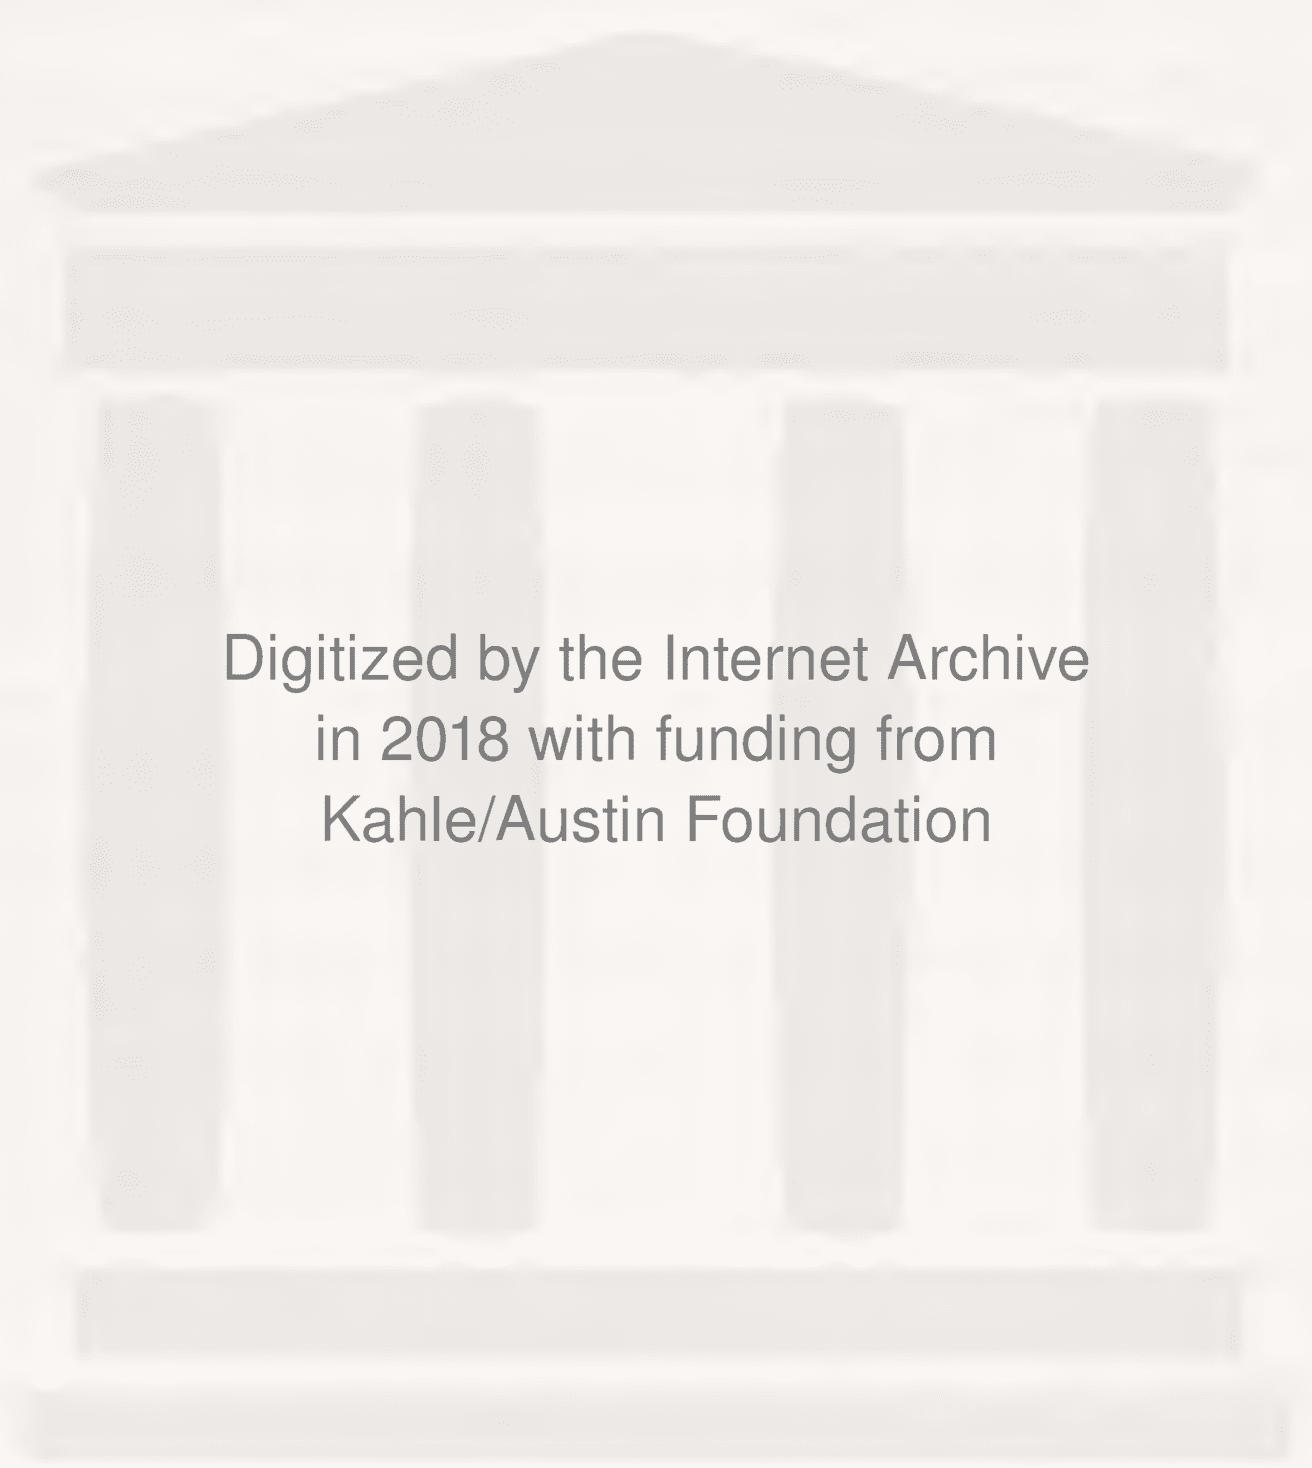 Digitized by the Internet Archive
in 2018 with funding from
Kahle/Austin Foundation